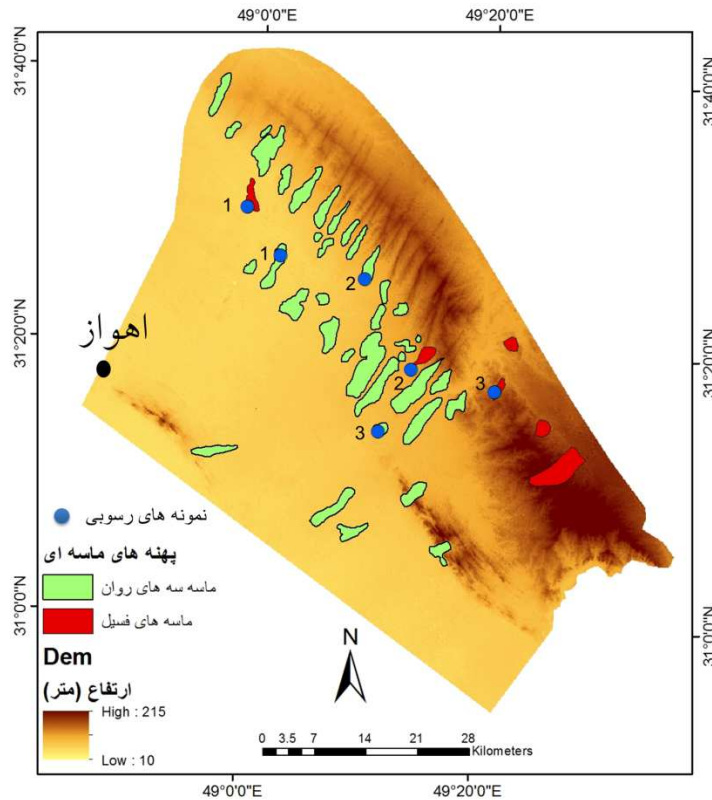 49°0'0"E
49°20'0"E
31°40'0"N
31°40'0"N
1
1
2
31°20'0"N
31°20'0"N
اهواز
2
3
3
نمونه های رسوبی
پهنه های ماسه ای
ماسه سه های روان
ماسه های فسیل
31°0'0"N
31°0'0"N
Dem
ارتفاع (متر)
High : 215
Low : 10
N
0 3.5 7 14 21 28
Kilometers
49°0'0"E
49°20'0"E